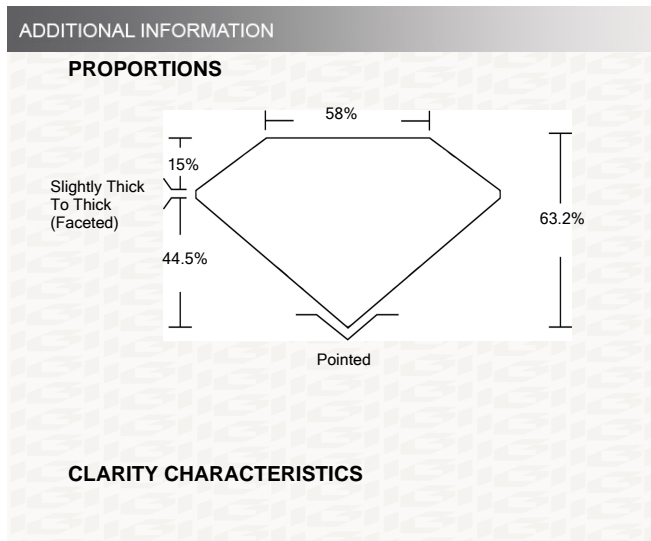 ADDITIONAL INFORMATION
PROPORTIONS
58%
15%
Slightly Thick
To Thick
(Faceted)
63.2%
44.5%
Pointed
CLARITY CHARACTERISTICS